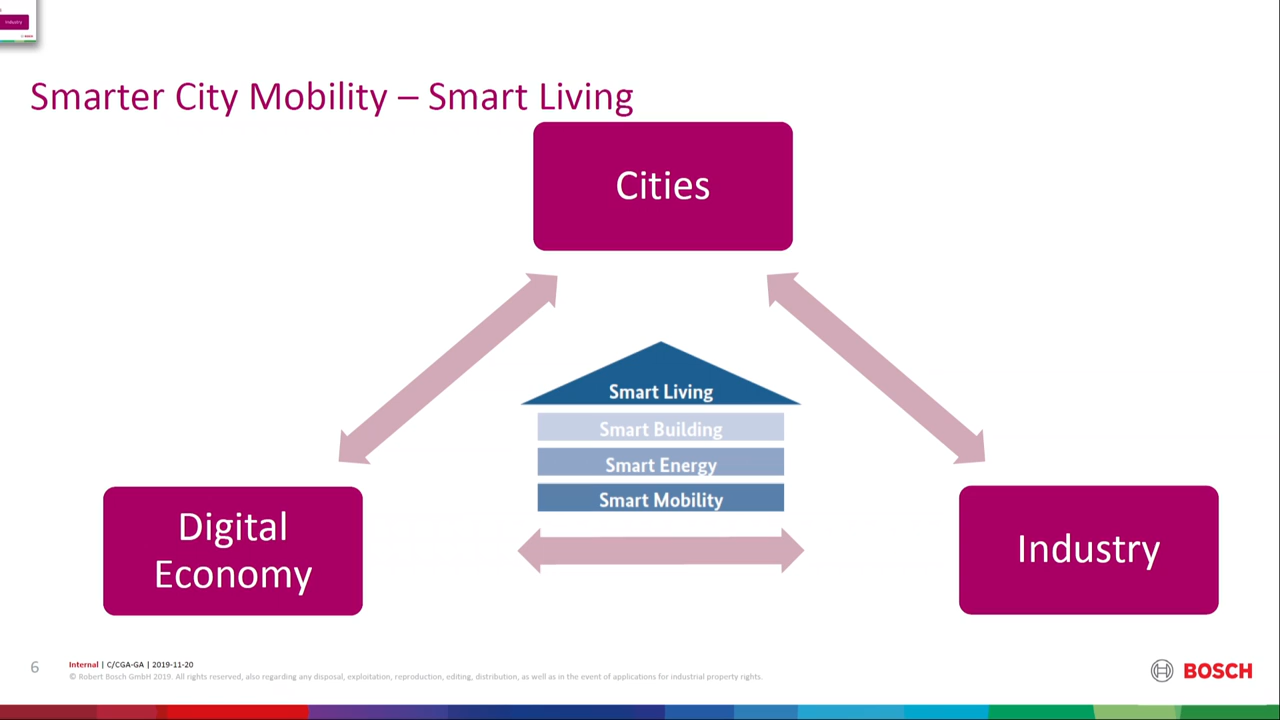 Industry
Smarter City Mobility – Smart Living
Cities
Smart Living
Smart Building
Smart Energy
Smart Mobility
Digital
Economy
Industry
6
Internal | C/CGA-GA | 2019-11-20
© Robert Bosch GmbH 2019. All rights reserved, also regarding any disposal, exploitation, reproduction, editing, distribution, as well as in the event of applications for industrial property rights.
BOSCH